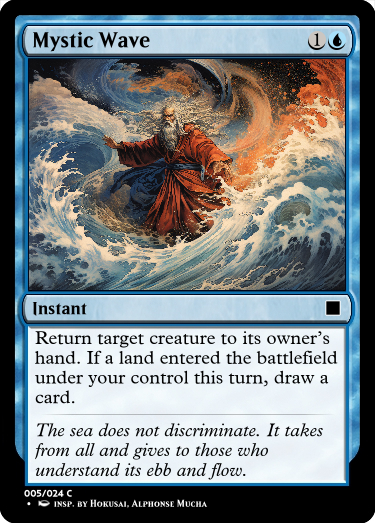 Mystic Wave 1
Instant
Return target creature to its owner's
hand. If a land entered the battlefield
under your control this turn, draw a
card.
The sea does not discriminate. It takes
from all and gives to those who
understand its ebb and flow.
005/024 C
• INSP. BY HOKUSAI, ALPHONSE MUCHA